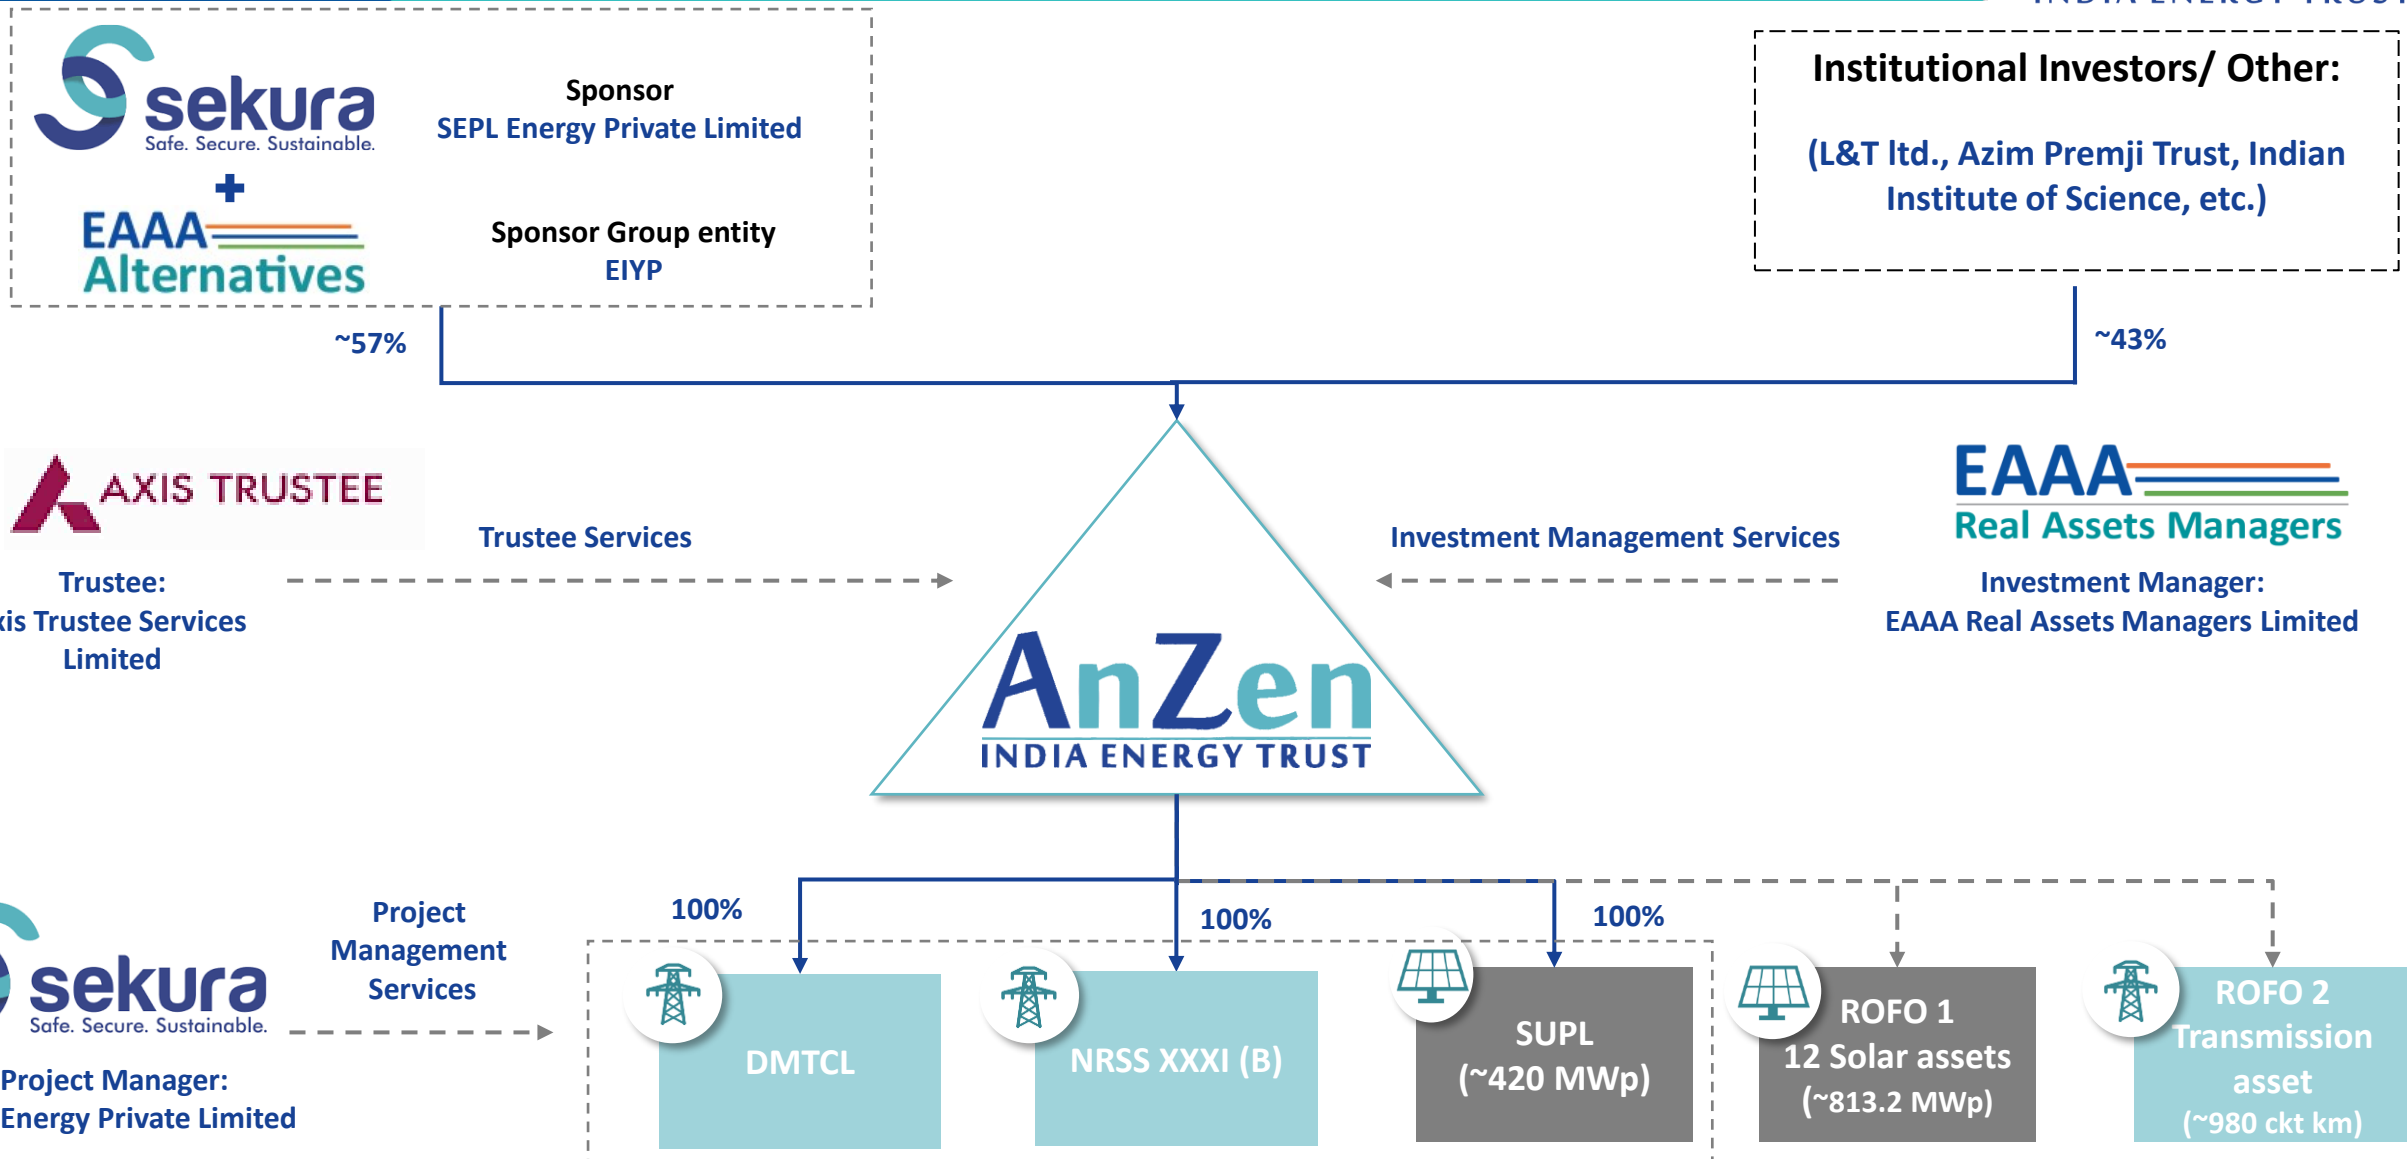 INDIA ENERGY TRUST
sekura
Safe. Secure. Sustainable.
+
EAAA
Alternatives
Sponsor
SEPL Energy Private Limited
Sponsor Group entity
EIYP
Institutional Investors/ Other:
(L&T ltd., Azim Premji Trust, Indian
Institute of Science, etc.)
~57%
~43%
AXIS TRUSTEE
Trustee:
xis Trustee Services
Limited
Trustee Services
Investment Management Services
EAAA
Real Assets Managers
Investment Manager:
EAAA Real Assets Managers Limited
AnZen
INDIA ENERGY TRUST
sekura
Safe. Secure. Sustainable.
Project Manager:
Energy Private Limited
Project
Management
Services
100%
100%
100%
DMTCL
NRSS XXXI (B)
SUPL
(~420 MWp)
ROFO 1
12 Solar assets
(~813.2 MWp)
ROFO 2
Transmission
asset
(~980 ckt km)